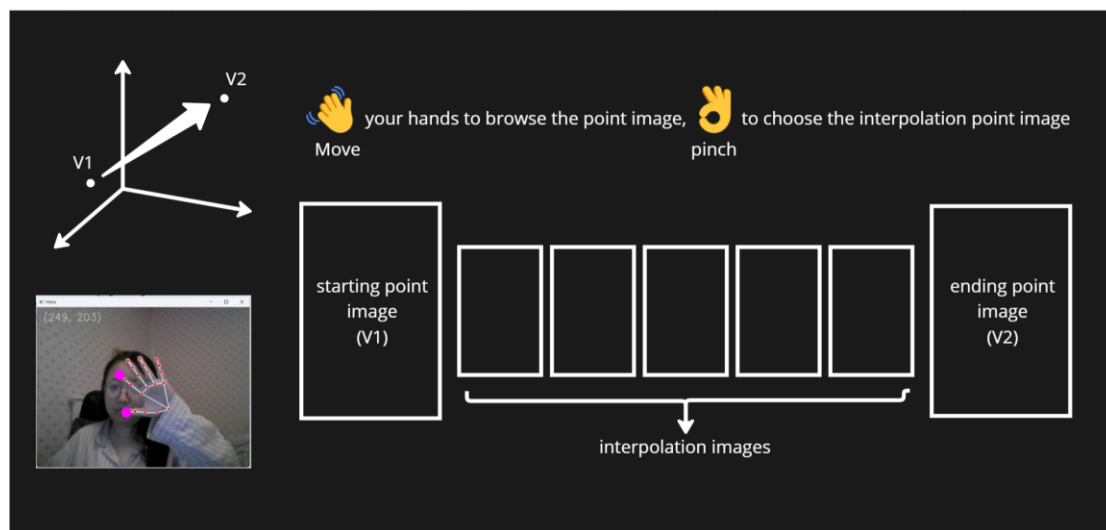 V2
V1
your hands to browse the point image, to choose the interpolation point image
Move pinch
starting point
image
(V1)
ending point
image
(V2)
interpolation images
(249, 203)